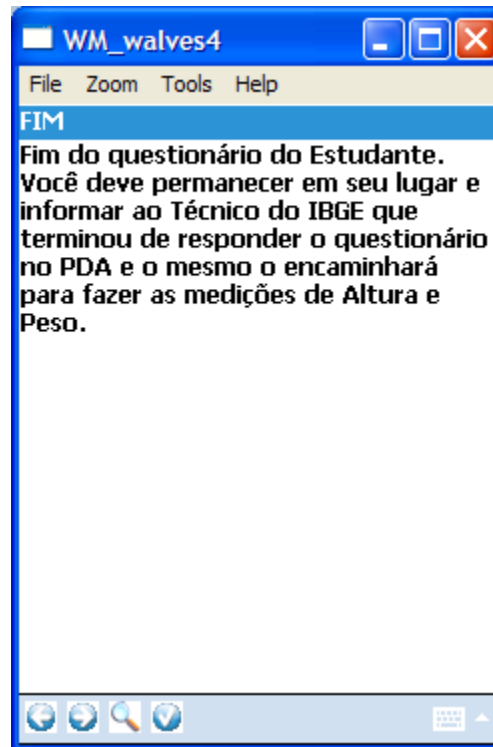 WM_walves4
File Zoom Tools Help
FIM
Fim do questionário do Estudante.
Você deve permanecer em seu lugar e
informar ao Técnico do IBGE que
terminou de responder o questionário
no PDA e o mesmo o encaminhará
para fazer as medições de Altura e
Peso.